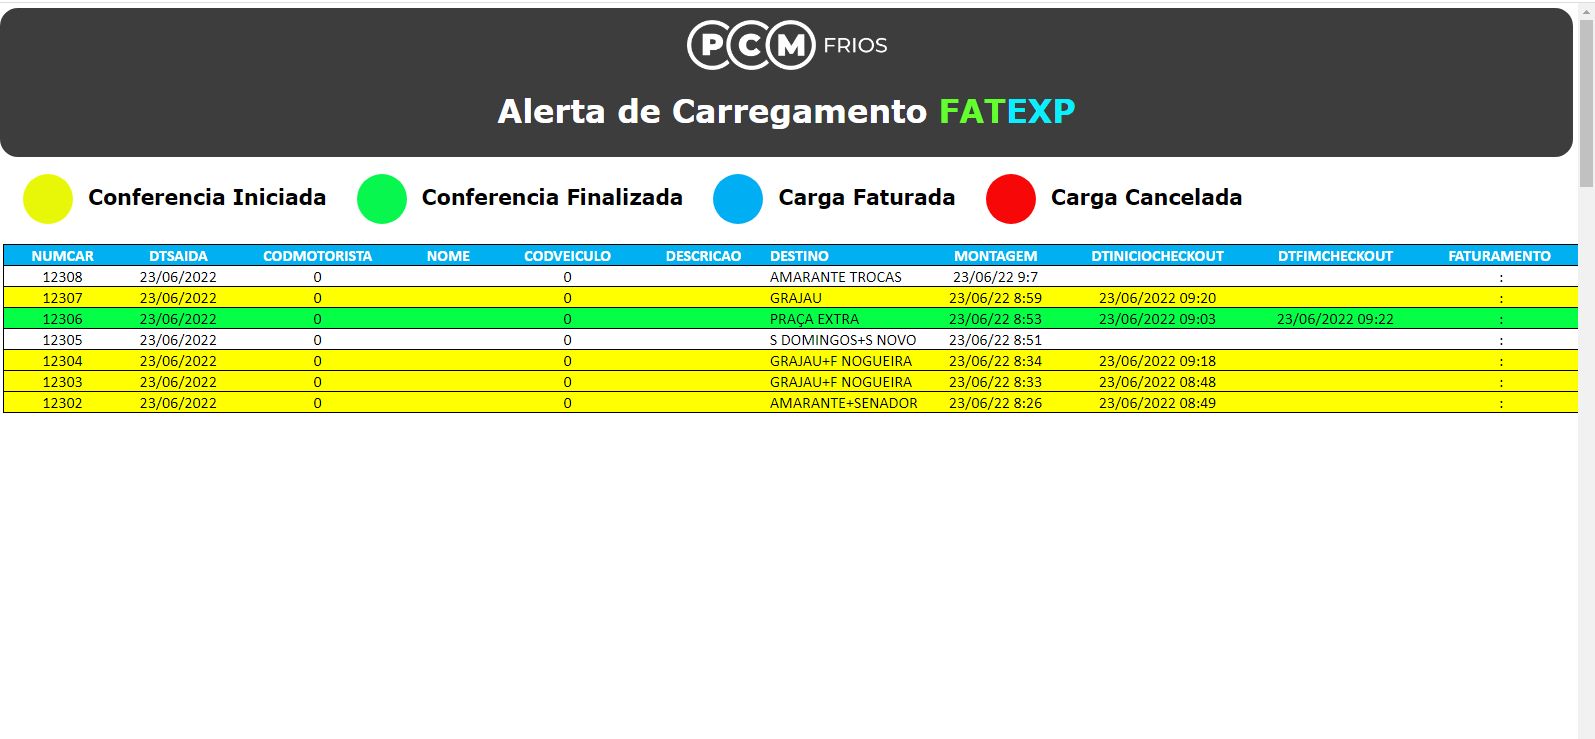 PCM FRIOS
Alerta de Carregamento FATEXP
Conferencia Iniciada Conferencia Finalizada Carga Faturada Carga Cancelada
NUMCAR DTSAIDA CODMOTORISTA NOME CODVEICULO DESCRICAO DESTINO MONTAGEM DTINICIOCHECKOUT DTFIMCHECKOUT FATURAMENTO
12308 23/06/2022 0 0 AMARANTE TROCAS 23/06/22 9:7 :
12307 23/06/2022 0 0 GRAJAU 23/06/22 8:59 23/06/2022 09:20 :
12306 23/06/2022 0 0 PRAÇA EXTRA 23/06/22 8:53 23/06/2022 09:03 23/06/2022 09:22 :
12305 23/06/2022 0 0 S DOMINGOS+S NOVO 23/06/22 8:51 :
12304 23/06/2022 0 0 GRAJAU+F NOGUEIRA 23/06/22 8:34 23/06/2022 09:18 :
12303 23/06/2022 0 0 GRAJAU+F NOGUEIRA 23/06/22 8:33 23/06/2022 08:48 :
12302 23/06/2022 0 0 AMARANTE+SENADOR 23/06/22 8:26 23/06/2022 08:49 :